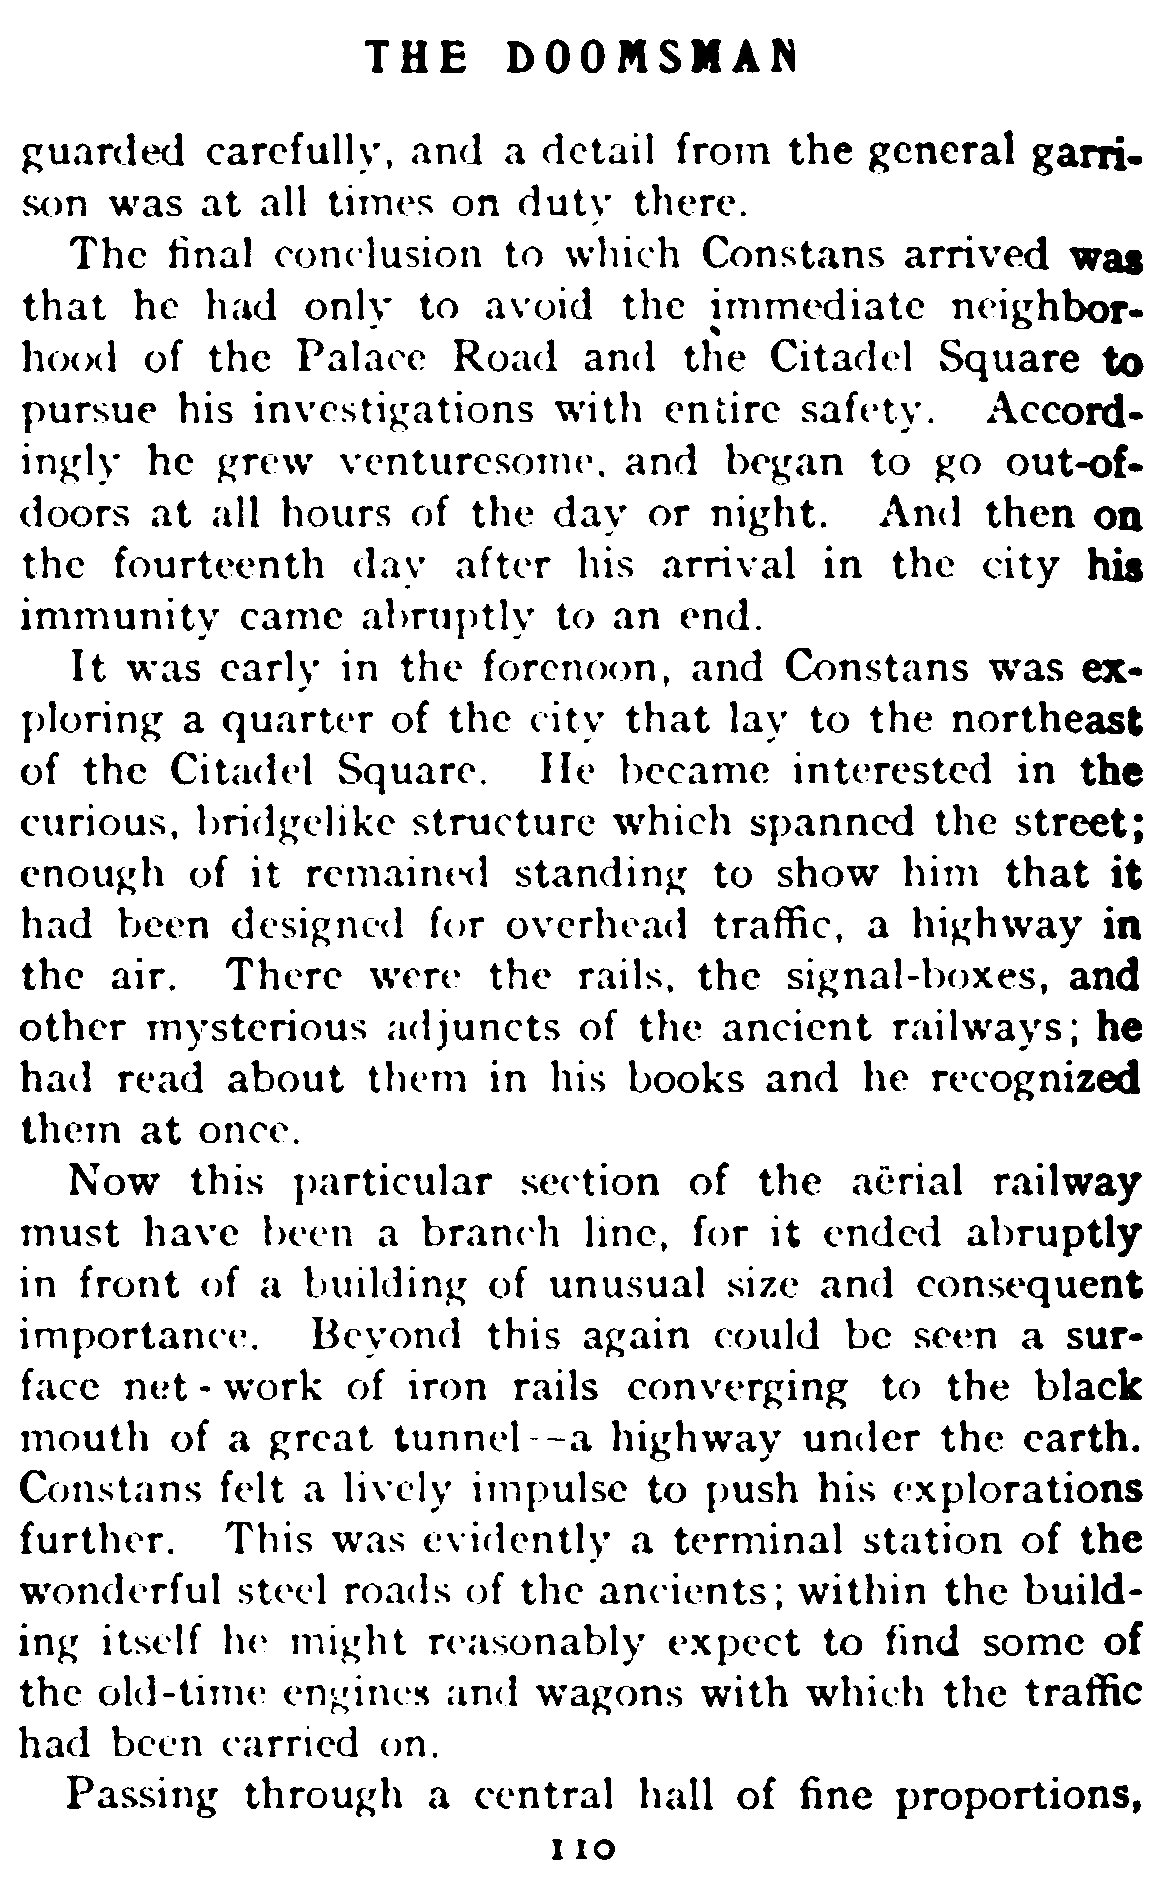 THE DOOMSMAN
guarded carefully, and a detail from the general garri-
son was at all times on duty there.
The final conclusion to which Constans arrived was
that he had only to avoid the immediate neighbor-
hood of the Palace Road and the Citadel Square to
pursue his investigations with entire safety. Accord-
ingly he grew venturesome, and began to go out-of-
doors at all hours of the day or night. And then on
the fourteenth day after his arrival in the city his
immunity came abruptly to an end.
It was early in the forenoon, and Constans was ex-
ploring a quarter of the city that lay to the northeast
of the Citadel Square. He became interested in the
curious, bridgelike structure which spanned the street;
enough of it remained standing to show him that it
had been designed for overhead traffic, a highway in
the air. There were the rails, the signal-boxes, and
other mysterious adjuncts of the ancient railways; he
had read about them in his books and he recognized
them at once.
Now this particular section of the aërial railway
must have been a branch line, for it ended abruptly
in front of a building of unusual size and consequent
importance. Beyond this again could be seen a sur-
face net-work of iron rails converging to the black
mouth of a great tunnel--a highway under the earth.
Constans felt a lively impulse to push his explorations
further. This was evidently a terminal station of the
wonderful steel roads of the ancients; within the build-
ing itself he might reasonably expect to find some of
the old-time engines and wagons with which the traffic
had been carried on.
Passing through a central hall of fine proportions,
110